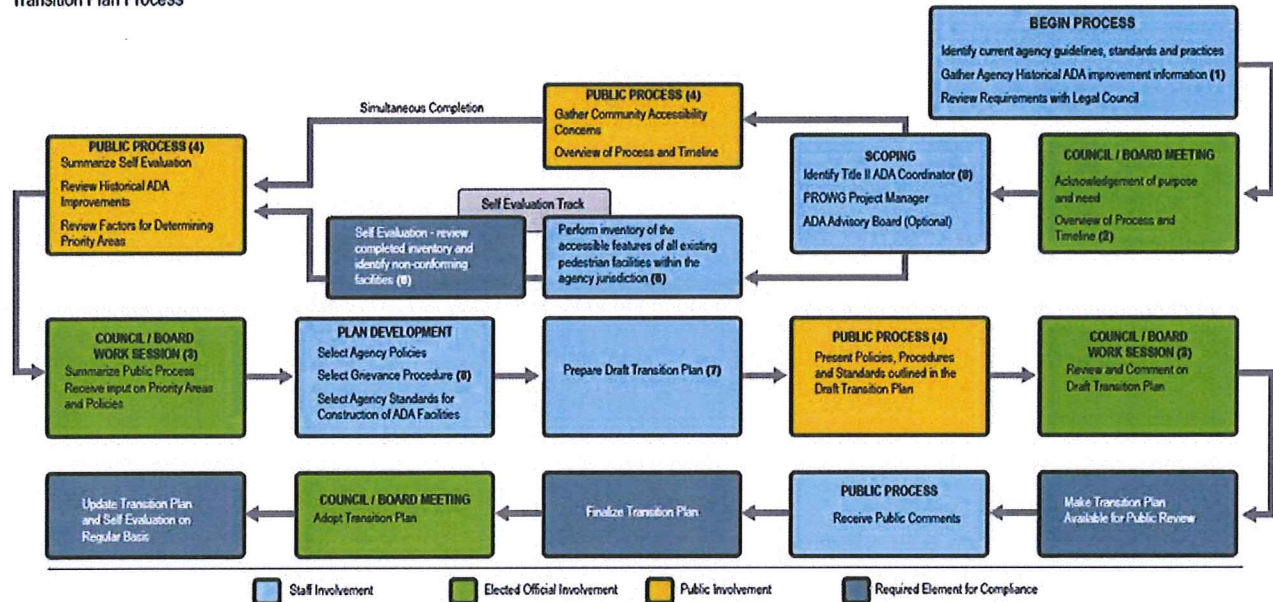 Transition Plan Process
BEGIN PROCESS
Identify current agency guidelines, standards and practices
Gather Agency Historical ADA improvement information (1)
Review Requirements with Legal Council
COUNCIL / BOARD MEETING
Acknowledgement of purpose
and need
Overview of Process and
Timeline (2)
SCOPING
Identify Title II ADA Coordinator (9)
PROWG Project Manager
ADA Advisory Board (Optional)
PUBLIC PROCESS (4)
Gather Community Accessibility
Concerns
Overview of Process and Timeline
Simultaneous Completion
Self Evaluation Track
Perform inventory of the
accessible features of all existing
pedestrian facilities within the
agency jurisdiction (5)
Self Evaluation - review
completed inventory and
identify non-conforming
facilities (6)
PUBLIC PROCESS (4)
Summarize Self Evaluation
Review Historical ADA
Improvements
Review Factors for Determining
Priority Areas
COUNCIL / BOARD
WORK SESSION (3)
Summarize Public Process
Receive input on Priority Areas
and Policies
PLAN DEVELOPMENT
Select Agency Policies
Select Grievance Procedure (8)
Select Agency Standards for
Construction of ADA Facilities
Prepare Draft Transition Plan (7)
PUBLIC PROCESS (4)
Present Policies, Procedures
and Standards outlined in the
Draft Transition Plan
COUNCIL / BOARD
WORK SESSION (3)
Review and Comment on
Draft Transition Plan
Make Transition Plan
Available for Public Review
PUBLIC PROCESS
Receive Public Comments
Finalize Transition Plan
COUNCIL / BOARD MEETING
Adopt Transition Plan
Update Transition Plan
and Self Evaluation on
Regular Basis
Staff Involvement
Elected Official Involvement
Public Involvement
Required Element for Compliance